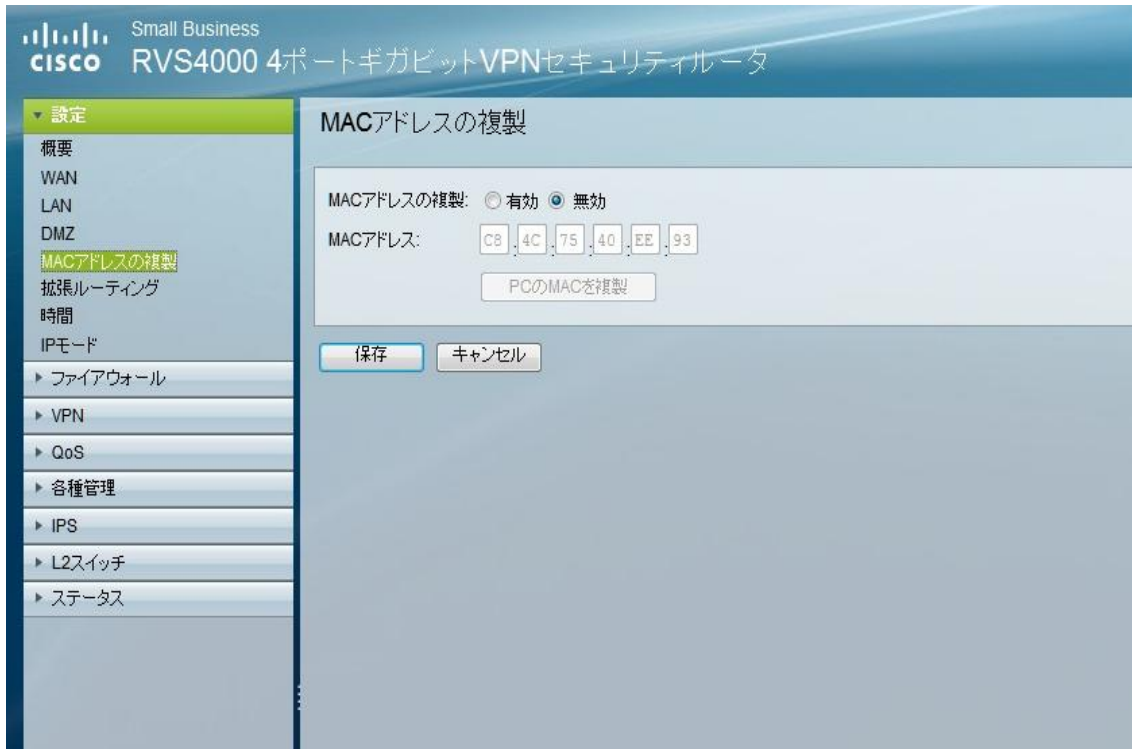 Small Business
CISCO RVS4000 4ポートギガビットVPNセキュリティルータ
設定
概要
WAN
LAN
DMZ
MACアドレスの複製
拡張ルーティング
時間
IPモード
ファイアウォール
VPN
QoS
各種管理
IPS
L2スイッチ
ステータス
MACアドレスの複製
MACアドレスの複製: 有効 無効
MACアドレス: C8 . 4C . 75 . 40 . EE . 93
PCのMACを複製
保存 キャンセル